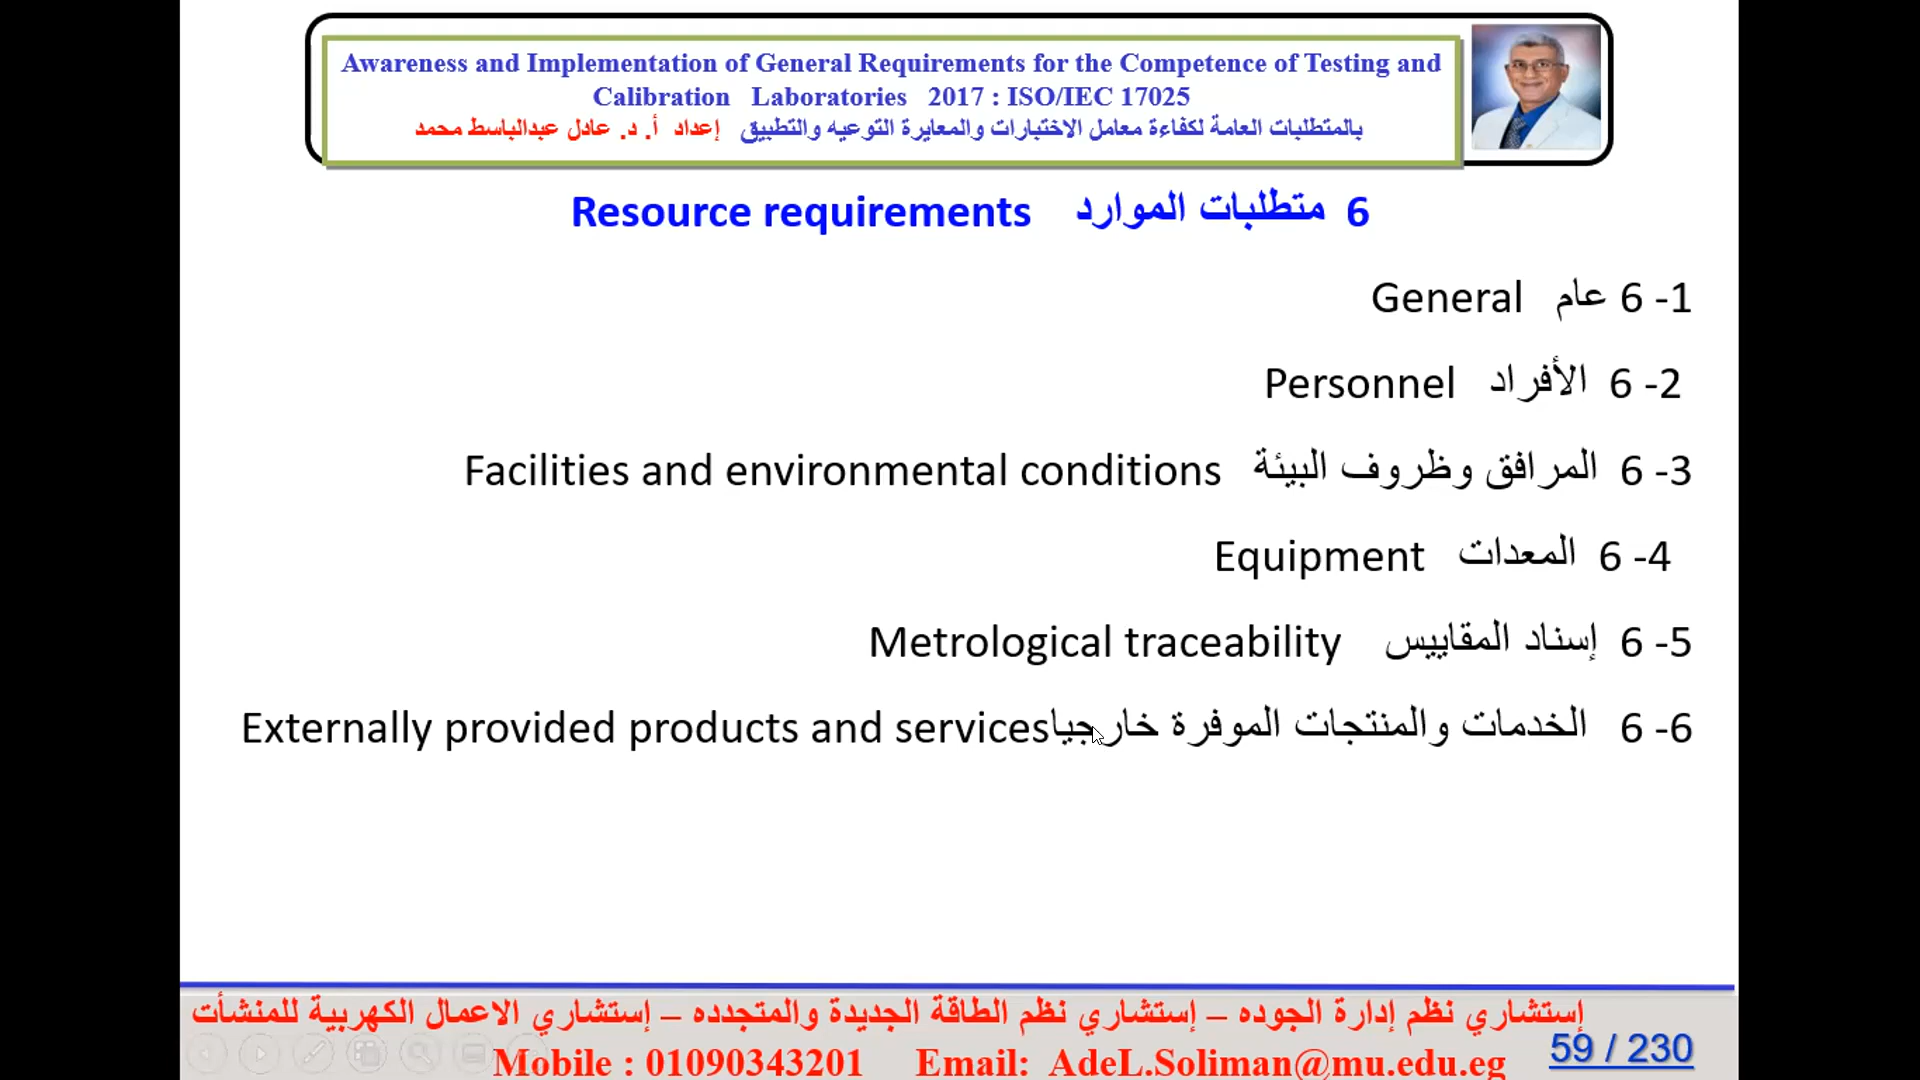 Awareness and Implementation of General Requirements for the Competence of Testing and
Calibration Laboratories 2017 : ISO/IEC 17025
بالمتطلبات العامة لكفاءة معامل الاختبارات والمعايرة التوعيه والتطبيق إعداد أ. د. عادل عبدالباسط محمد
6 متطلبات الموارد Resource requirements
6 -1 عام General
6 -2 الأفراد Personnel
6 -3 المرافق وظروف البيئة Facilities and environmental conditions
6 -4 المعدات Equipment
6 -5 إسناد المقاييس Metrological traceability
6 -6 الخدمات والمنتجات الموفرة خارجيا Externally provided products and services
إستشاري نظم إدارة الجوده – إستشاري نظم الطاقة الجديدة والمتجدده – إستشاري الاعمال الكهربية للمنشأت
Mobile : 01090343201 Email: AdeL.Soliman@mu.edu.eg
59 / 230